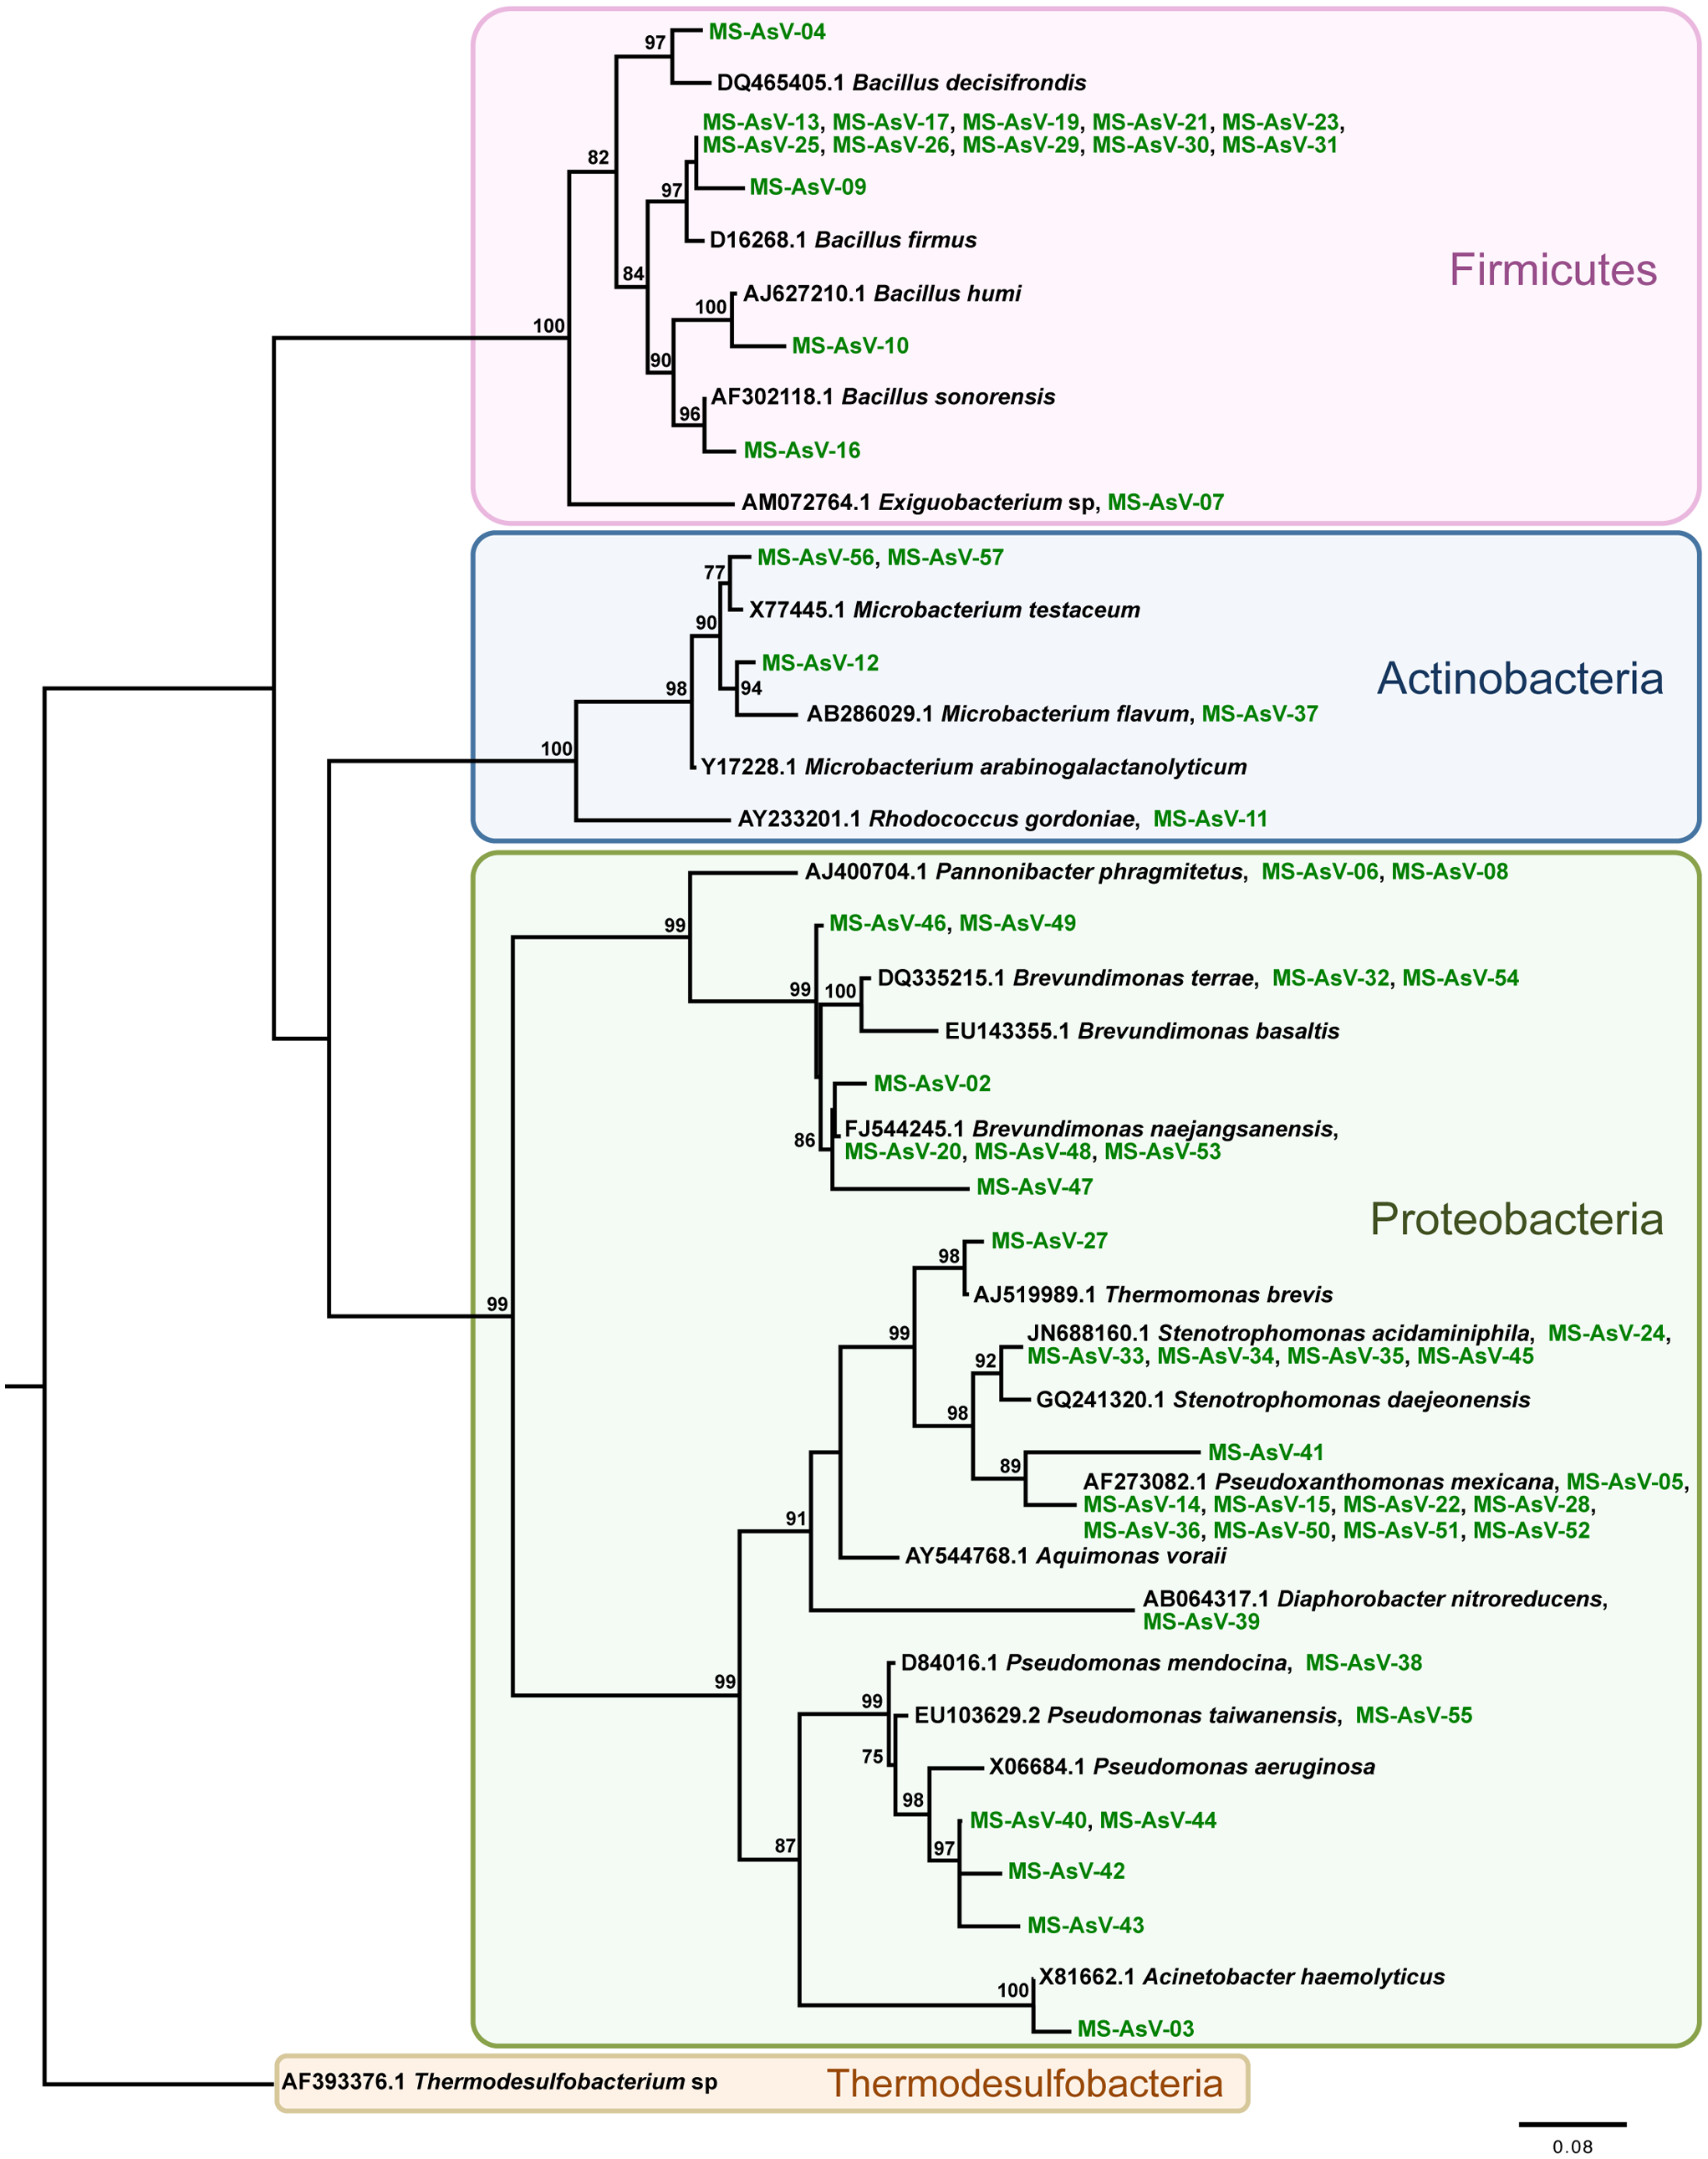 MS-AsV-04
97
DQ465405.1 Bacillus decisifrondis
MS-AsV-13, MS-AsV-17, MS-AsV-19, MS-AsV-21, MS-AsV-23,
MS-AsV-25, MS-AsV-26, MS-AsV-29, MS-AsV-30, MS-AsV-31
82
97
MS-AsV-09
D16268.1 Bacillus firmus
Firmicutes
84
AJ627210.1 Bacillus humi
100
100
MS-AsV-10
90
AF302118.1 Bacillus sonorensis
96
MS-AsV-16
AM072764.1 Exiguobacterium sp, MS-AsV-07
MS-AsV-56, MS-AsV-57
77
X77445.1 Microbacterium testaceum
90
MS-AsV-12
Actinobacteria
98
94
AB286029.1 Microbacterium flavum, MS-AsV-37
100
Y17228.1 Microbacterium arabinogalactanolyticum
AY233201.1 Rhodococcus gordoniae, MS-AsV-11
AJ400704.1 Pannonibacter phragmitetus, MS-AsV-06, MS-AsV-08
99
MS-AsV-46, MS-AsV-49
DQ335215.1 Brevundimonas terrae, MS-AsV-32, MS-AsV-54
99
100
EU143355.1 Brevundimonas basaltis
MS-AsV-02
FJ544245.1 Brevundimonas naejangsanensis,
86
MS-AsV-20, MS-AsV-48, MS-AsV-53
MS-AsV-47
Proteobacteria
MS-AsV-27
98
AJ519989.1 Thermomonas brevis
99
99
JN688160.1 Stenotrophomonas acidaminiphila, MS-AsV-24,
MS-AsV-33, MS-AsV-34, MS-AsV-35, MS-AsV-45
92
GQ241320.1 Stenotrophomonas daejeonensis
98
MS-AsV-41
89
AF273082.1 Pseudoxanthomonas mexicana, MS-AsV-05,
MS-AsV-14, MS-AsV-15, MS-AsV-22, MS-AsV-28,
MS-AsV-36, MS-AsV-50, MS-AsV-51, MS-AsV-52
91
AY544768.1 Aquimonas voraii
AB064317.1 Diaphorobacter nitroreducens,
MS-AsV-39
D84016.1 Pseudomonas mendocina, MS-AsV-38
99
99
EU103629.2 Pseudomonas taiwanensis, MS-AsV-55
75
X06684.1 Pseudomonas aeruginosa
98
MS-AsV-40, MS-AsV-44
87
97
MS-AsV-42
MS-AsV-43
X81662.1 Acinetobacter haemolyticus
100
MS-AsV-03
AF393376.1 Thermodesulfobacterium sp
Thermodesulfobacteria
0.08